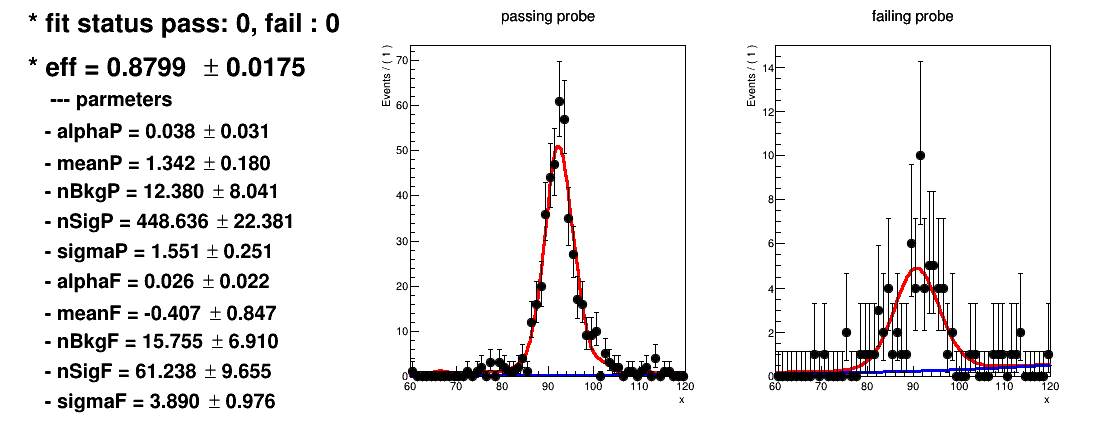 * fit status pass: 0, fail : 0
* eff = 0.8799 ± 0.0175
--- parmeters
- alphaP = 0.038 ± 0.031
- meanP = 1.342 ± 0.180
- nBkgP = 12.380 ± 8.041
- nSigP = 448.636 ± 22.381
- sigmaP = 1.551 ± 0.251
- alphaF = 0.026 ± 0.022
- meanF = -0.407 ± 0.847
- nBkgF = 15.755 ± 6.910
- nSigF = 61.238 ± 9.655
- sigmaF = 3.890 ± 0.976
passing probe
Events / ( 1 )
70
60
50
40
30
20
10
0
60 70 80 90 100 110 120
x
failing probe
Events / ( 1 )
14
12
10
8
6
4
2
0
60 70 80 90 100 110 120
x